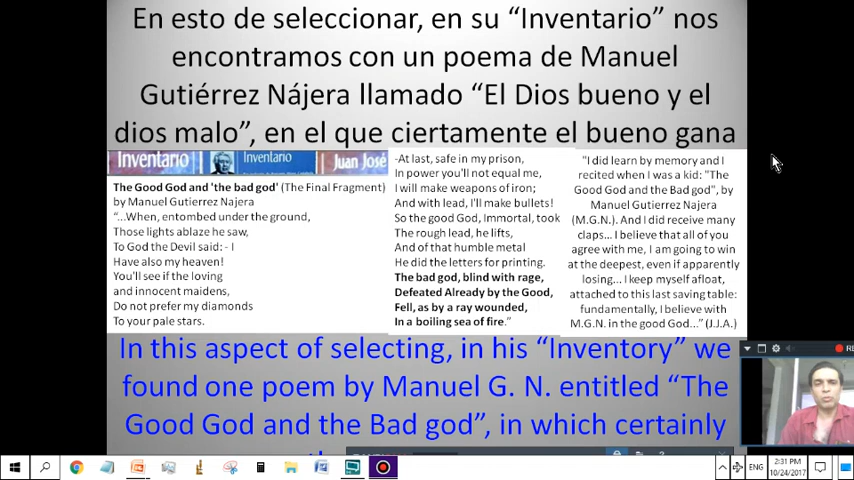 En esto de seleccionar, en su “Inventario” nos
encontramos con un poema de Manuel
Gutiérrez Nájera llamado “El Dios bueno y el
dios malo”, en el que ciertamente el bueno gana
Inventario
Inventario
Juan José
The Good God and 'the bad god' (The Final Fragment)
by Manuel Gutierrez Najera
“...When, entombed under the ground,
Those lights ablaze he saw,
To God the Devil said: - I
Have also my heaven!
You'll see if the loving
and innocent maidens,
Do not prefer my diamonds
To your pale stars.
-At last, safe in my prison,
In power you'll not equal me,
I will make weapons of iron;
And with lead, I'll make bullets!
So the good God, Immortal, took
The rough lead, he lifts,
And of that humble metal
He did the letters for printing.
The bad god, blind with rage,
Defeated Already by the Good,
Fell, as by a ray wounded,
In a boiling sea of fire.”
“I did learn by memory and I
recited when I was a kid: "The
Good God and the Bad god", by
Manuel Gutierrez Najera
(M.G.N.). And I did receive many
claps... I believe that all of you
agree with me, I am going to win
at the deepest, even if apparently
losing... I keep myself afloat,
attached to this last saving table:
fundamentally, I believe with
M.G.N. in the good God...” (J.J.A.)
In this aspect of selecting, in his “Inventory” we
found one poem by Manuel G. N. entitled “The
Good God and the Bad god”, in which certainly
ENG
2:31 PM
10/24/2017